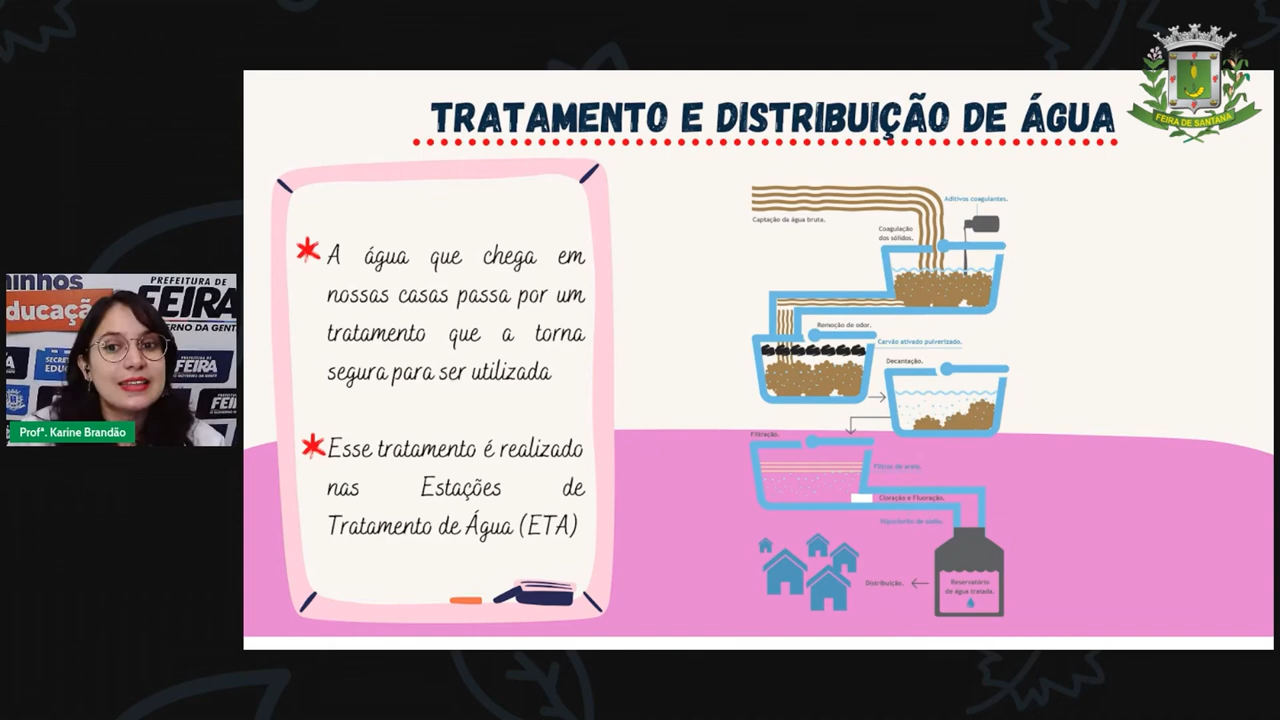 TRATAMENTO E DISTRIBUIÇÃO DE ÁGUA
FEIRA DE SANTANA
A água que chega em
nossas casas passa por um
tratamento que a torna
segura para ser utilizada
Esse tratamento é realizado
nas Estações de
Tratamento de Água (ETA)
Captação da água bruta.
Aditivos coagulantes.
Coagulação
dos sólidos.
Remoção de odor.
Carvão ativado pulverizado.
Decantação.
Filtração.
Filtros de areia.
Cloração e Fluoração.
Hipoclorito de sódio.
Distribuição.
Reservatório
de água tratada.
PREFEITURA DE
FEIRA
FEIRA
Profª. Karine Brandão